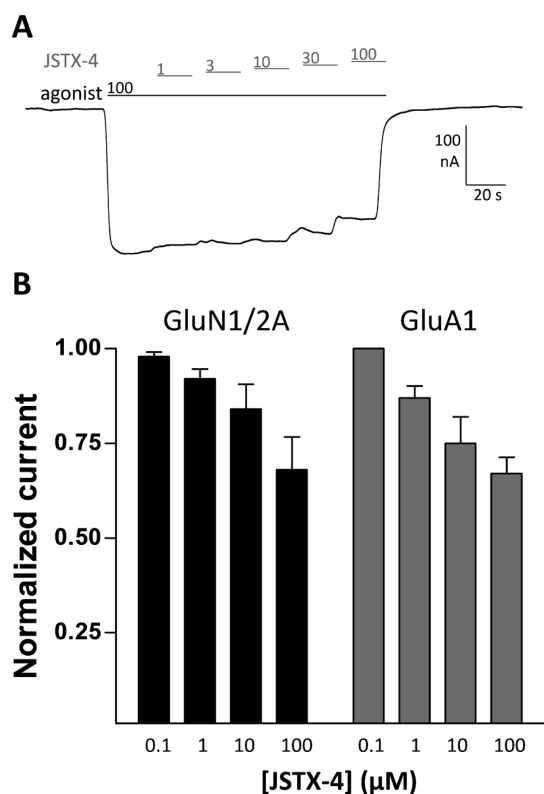 A
JSTX-4 1 3 10 30 100
agonist 100
100
nA
20 s
B
GluN1/2A GluA1
1.00
0.75
0.50
0.25
Normalized current
0.1 1 10 100 0.1 1 10 100
[JSTX-4] (µM)